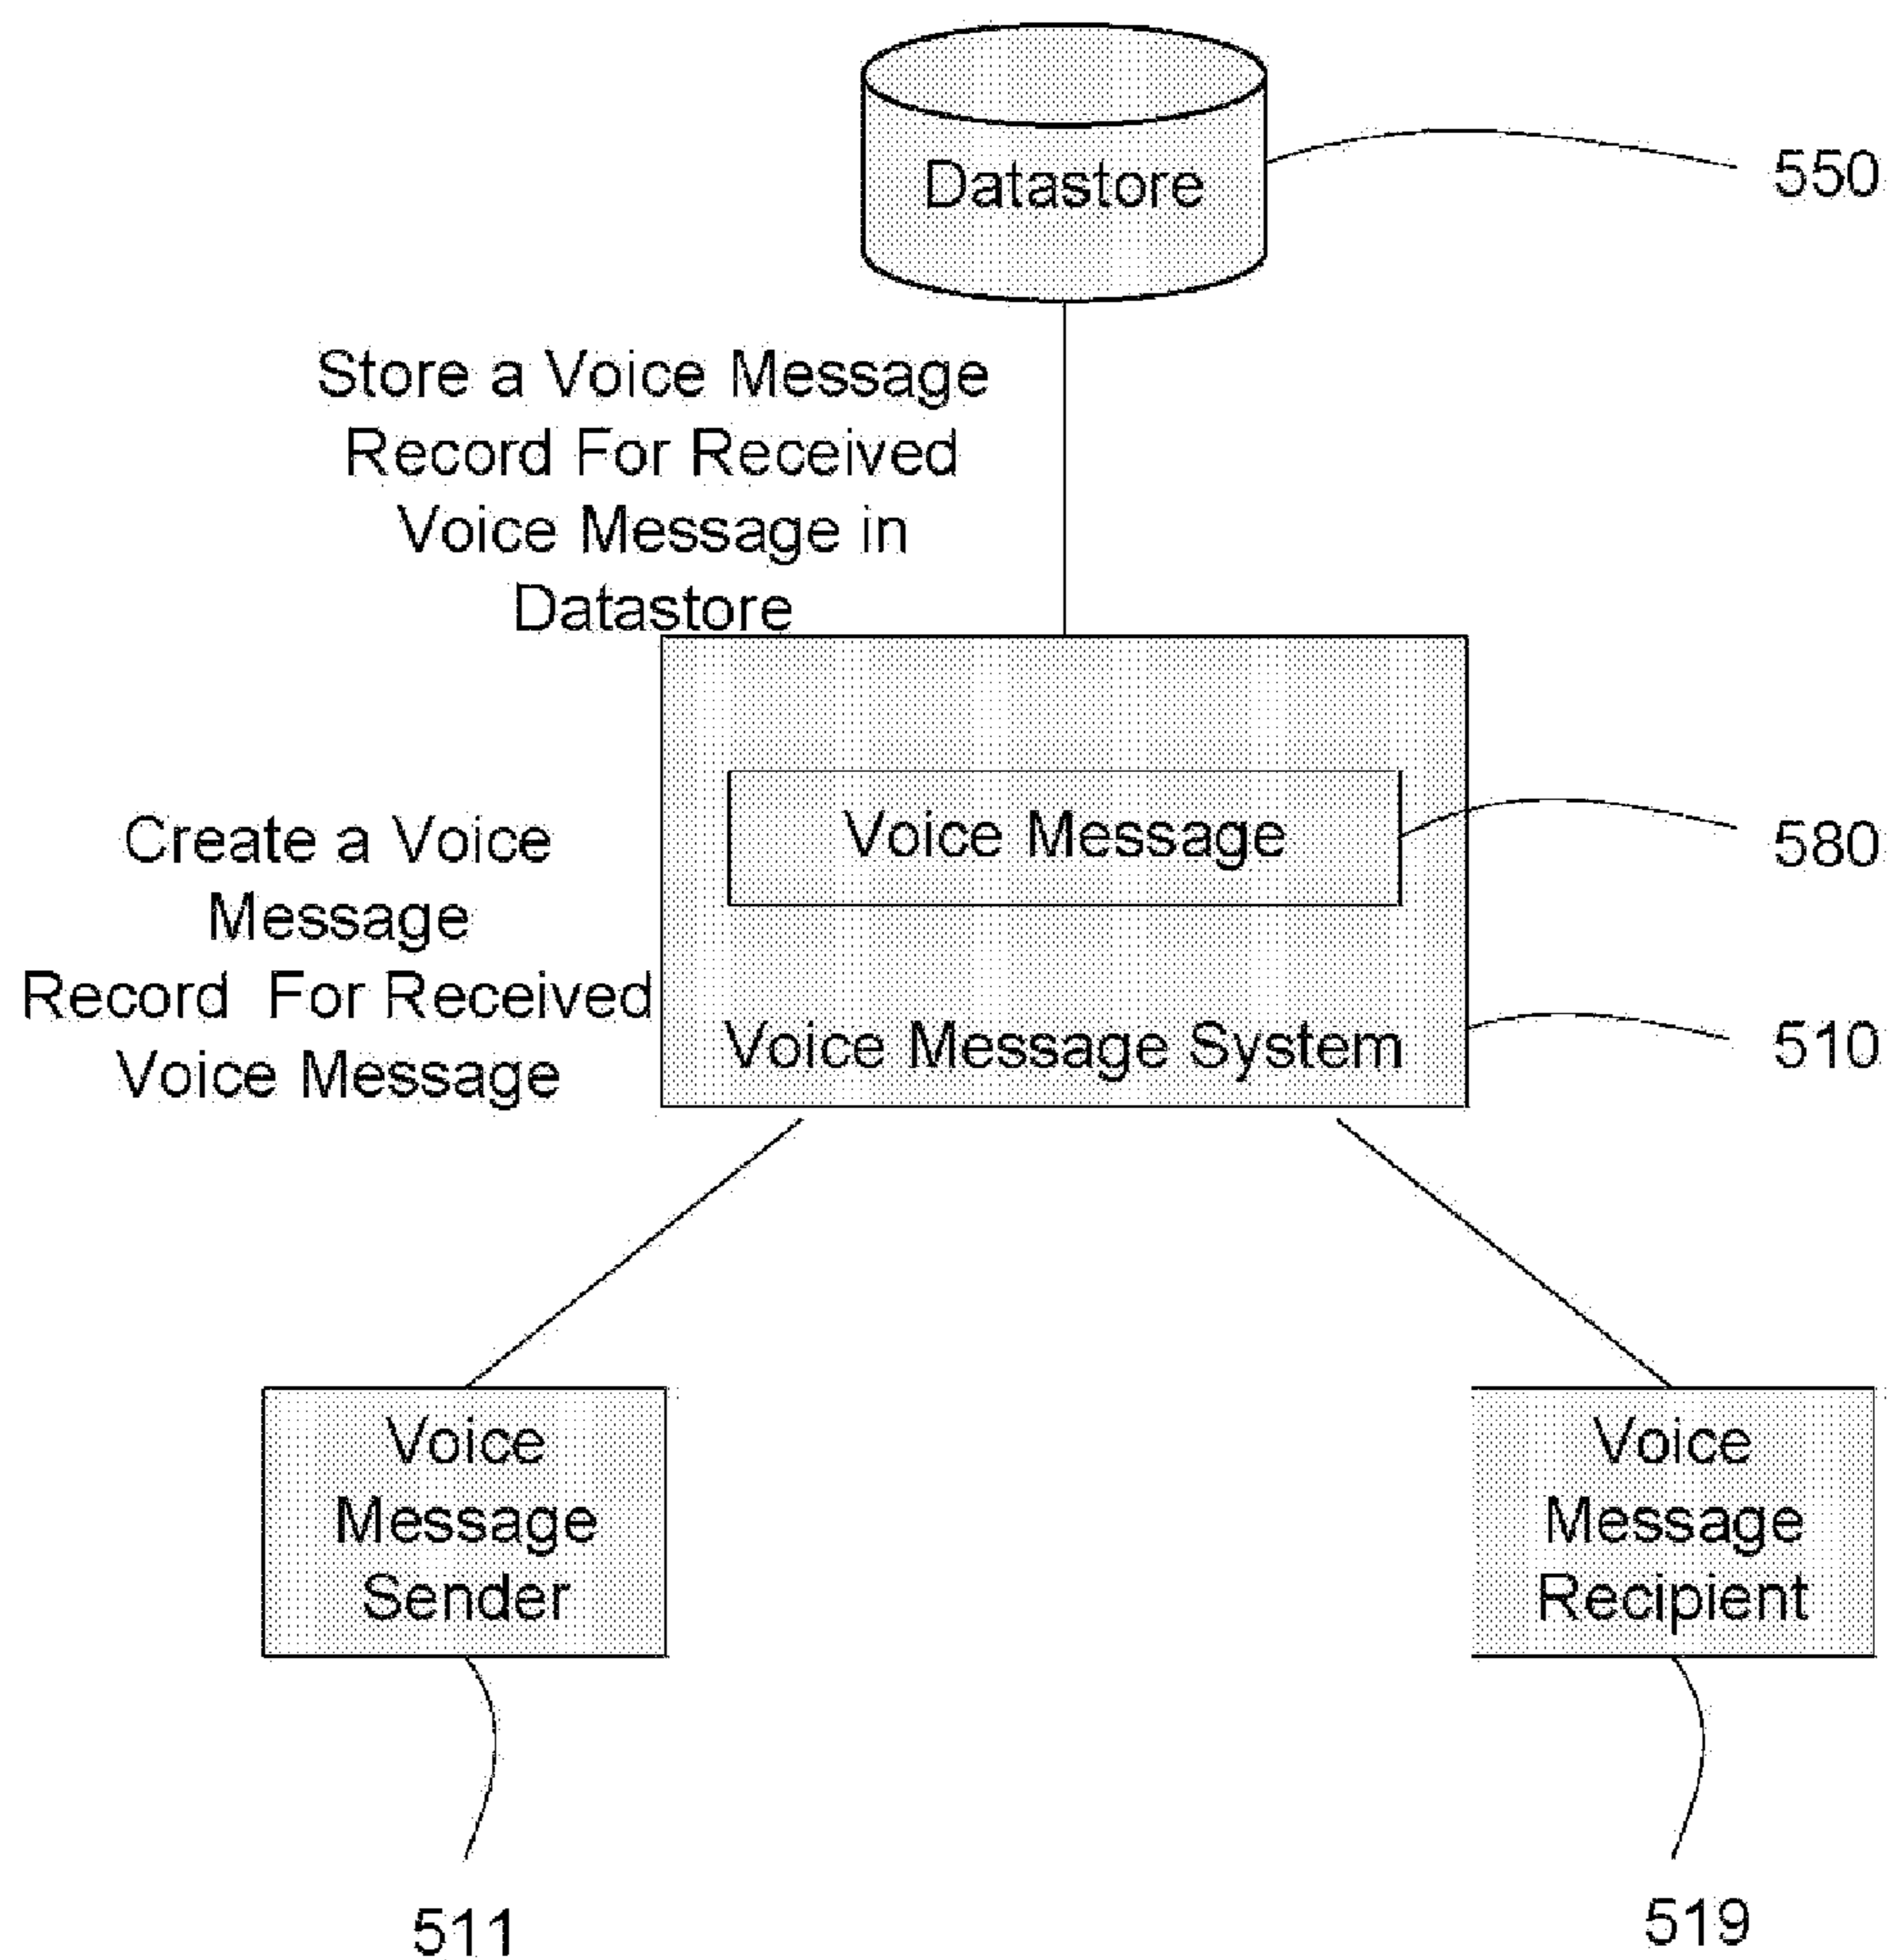 Datastore
550
Store a Voice Message
Record For Received
Voice Message in
Datastore
Voice Message
580
Create a Voice
Message
Record For Received
Voice Message
Voice Message System
510
Voice
Message
Sender
Voice
Message
Recipient
511
519